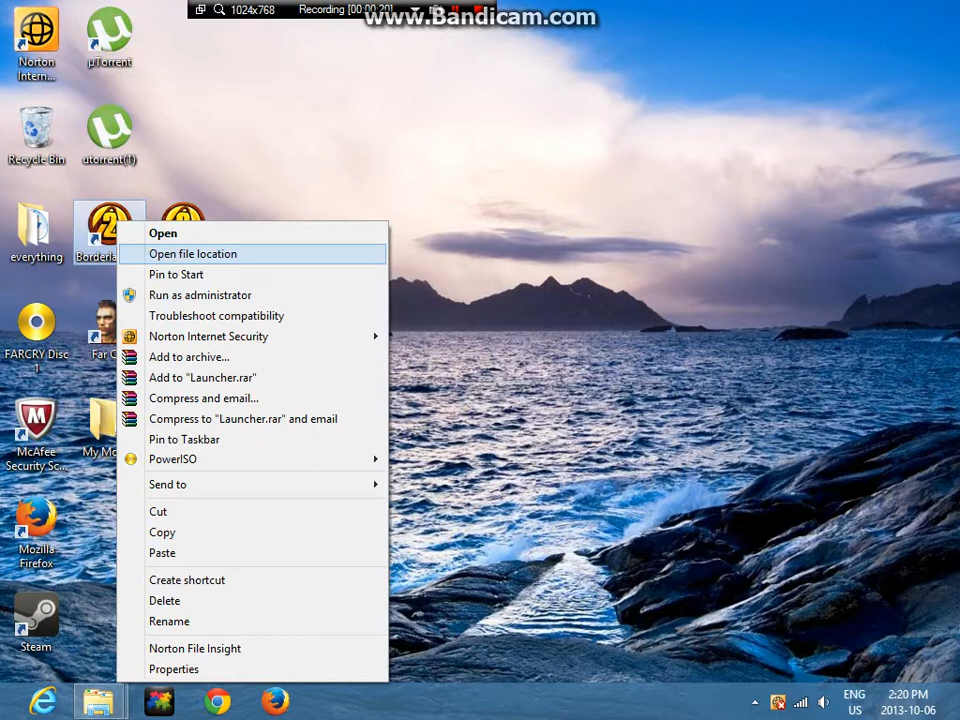 1024x768
Recording [00:00:20]
www.Bandicam.com
Norton
Intern...
µTorrent
Recycle Bin
utorrent(1)
everything
FARCRY Disc
1
McAfee
Security Sc...
Mozilla
Firefox
Steam
Open
Open file location
Pin to Start
Run as administrator
Troubleshoot compatibility
Norton Internet Security
Add to archive...
Add to "Launcher.rar"
Compress and email...
Compress to "Launcher.rar" and email
Pin to Taskbar
PowerISO
Send to
Cut
Copy
Paste
Create shortcut
Delete
Rename
Norton File Insight
Properties
ENG
US
2:20 PM
2013-10-06